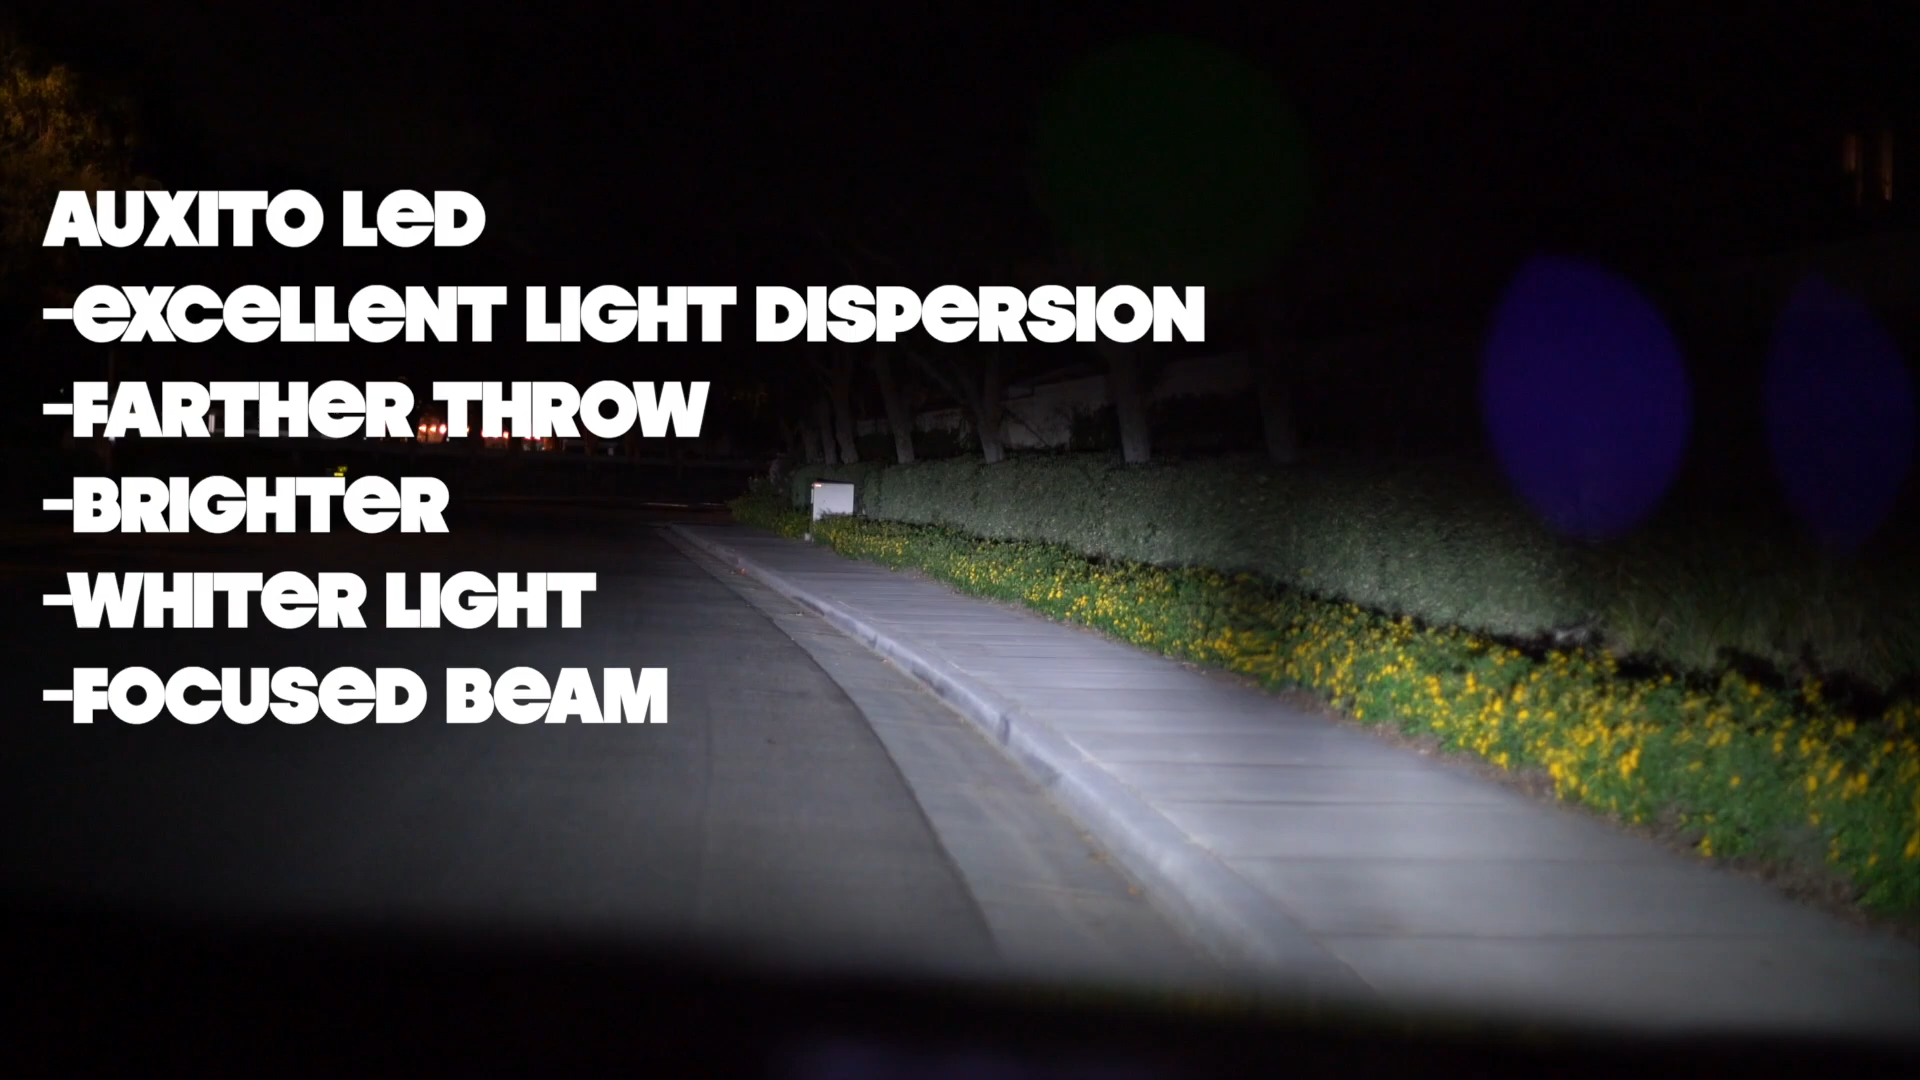 AUXITO LED
-EXCELLENT LIGHT DISPERSION
-FARTHER THROW
-BRIGHTER
-WHITER LIGHT
-FOCUSED BEAM